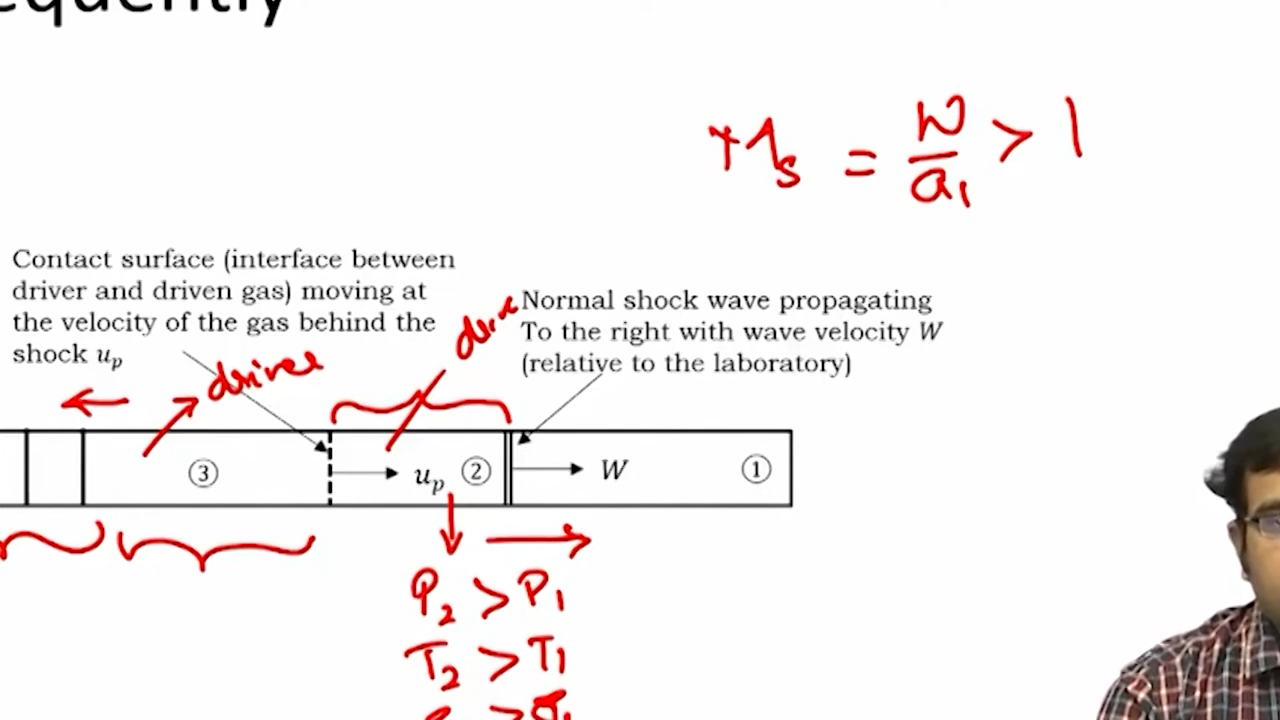 equently
M_s = W/a_1 > 1
Contact surface (interface between
driver and driven gas) moving at
the velocity of the gas behind the
shock u_p
Normal shock wave propagating
To the right with wave velocity W
(relative to the laboratory)
driver
③
u_p ②
W
①
P_2 > P_1
T_2 > T_1